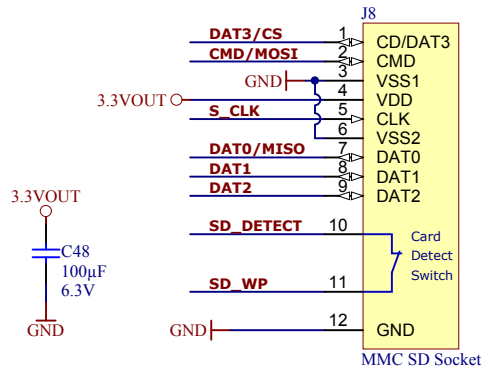 J8
DAT3/CS 1 CD/DAT3
CMD/MOSI 2 CMD
GND 3 VSS1
3.3VOUT 4 VDD
S_CLK 5 CLK
6 VSS2
DAT0/MISO 7 DAT0
DAT1 8 DAT1
DAT2 9 DAT2
3.3VOUT
SD_DETECT 10 Card
C48 Detect
100µF Switch
6.3V
SD_WP 11
GND
GND 12 GND
MMC SD Socket